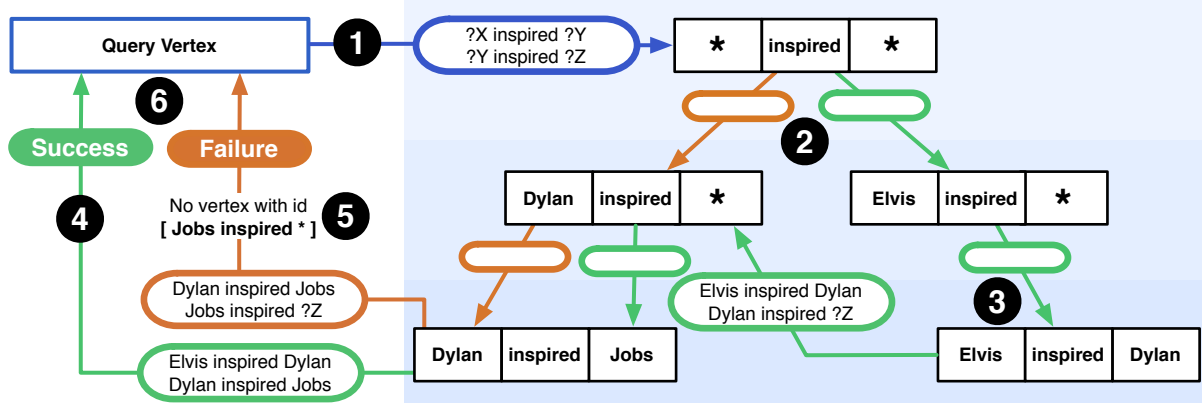 Query Vertex
1
?X inspired ?Y
?Y inspired ?Z
* inspired *
6
2
Success
Failure
Dylan inspired *
Elvis inspired *
4
No vertex with id
[ Jobs inspired * ]
5
Dylan inspired Jobs
Jobs inspired ?Z
Elvis inspired Dylan
Dylan inspired ?Z
3
Dylan inspired Jobs
Elvis inspired Dylan
Elvis inspired Dylan
Dylan inspired Jobs